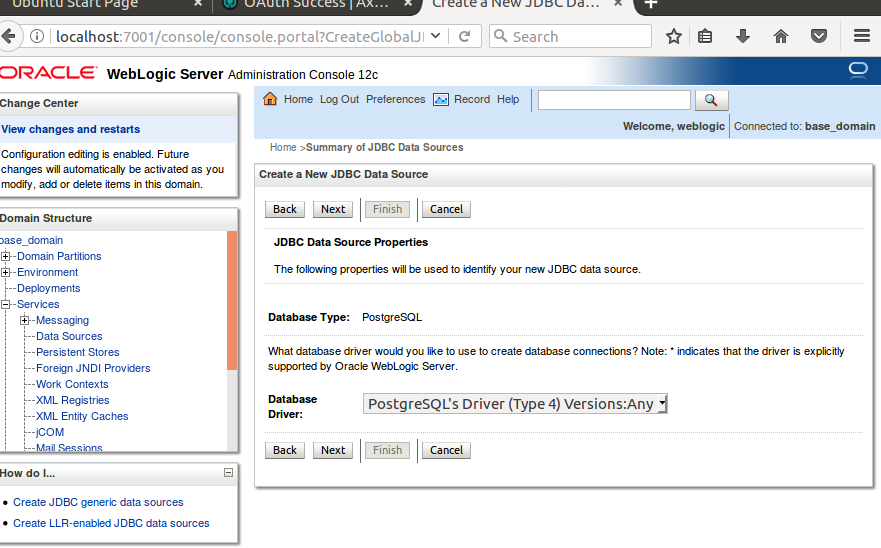 Ubuntu Start Page × OAuth Success | Ax... × Create a New JDBC Da... × +
localhost:7001/console/console.portal?CreateGlobalJ Search
ORACLE WebLogic Server Administration Console 12c
Change Center
View changes and restarts
Configuration editing is enabled. Future
changes will automatically be activated as you
modify, add or delete items in this domain.
Domain Structure
base_domain
Domain Partitions
Environment
Deployments
Services
Messaging
Data Sources
Persistent Stores
Foreign JNDI Providers
Work Contexts
XML Registries
XML Entity Caches
jCOM
Mail Sessions
How do I...
Create JDBC generic data sources
Create LLR-enabled JDBC data sources
Home Log Out Preferences Record Help
Welcome, weblogic Connected to: base_domain
Home >Summary of JDBC Data Sources
Create a New JDBC Data Source
Back Next Finish Cancel
JDBC Data Source Properties
The following properties will be used to identify your new JDBC data source.
Database Type: PostgreSQL
What database driver would you like to use to create database connections? Note: * indicates that the driver is explicitly
supported by Oracle WebLogic Server.
Database
Driver:
PostgreSQL's Driver (Type 4) Versions:Any
Back Next Finish Cancel